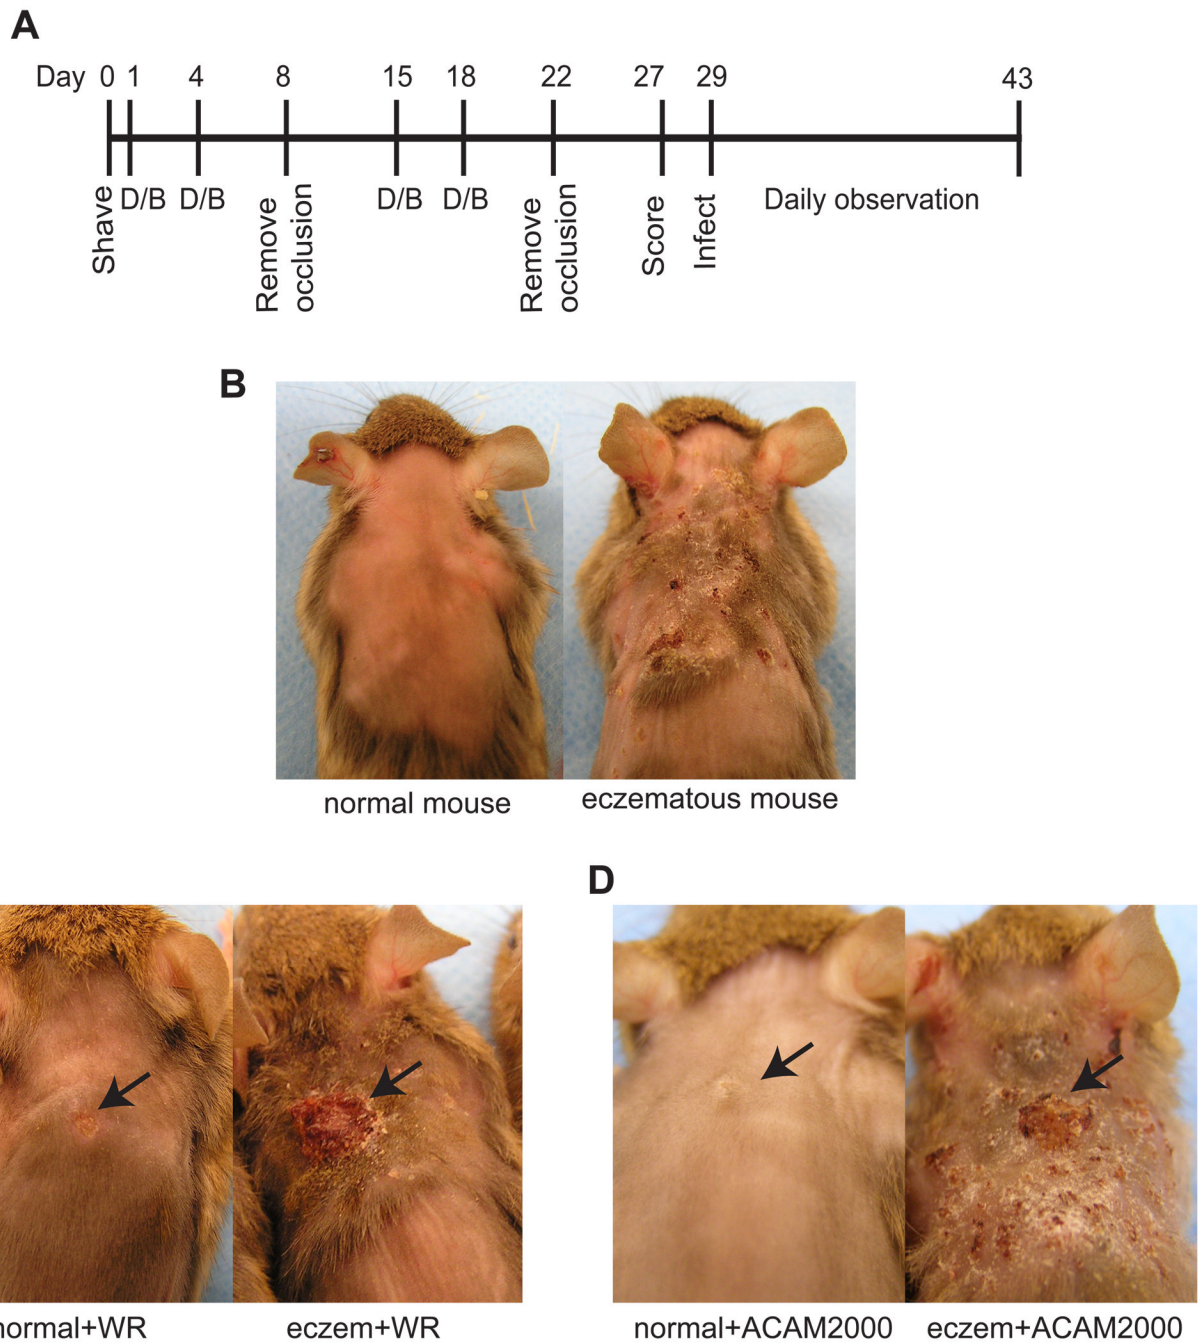 A
Day 0 1 4 8 15 18 22 27 29 43
Shave
D/B
D/B
Remove
occlusion
D/B
D/B
Remove
occlusion
Score
Infect
Daily observation
B
normal mouse
eczematous mouse
D
normal+WR
eczem+WR
normal+ACAM2000
eczem+ACAM2000